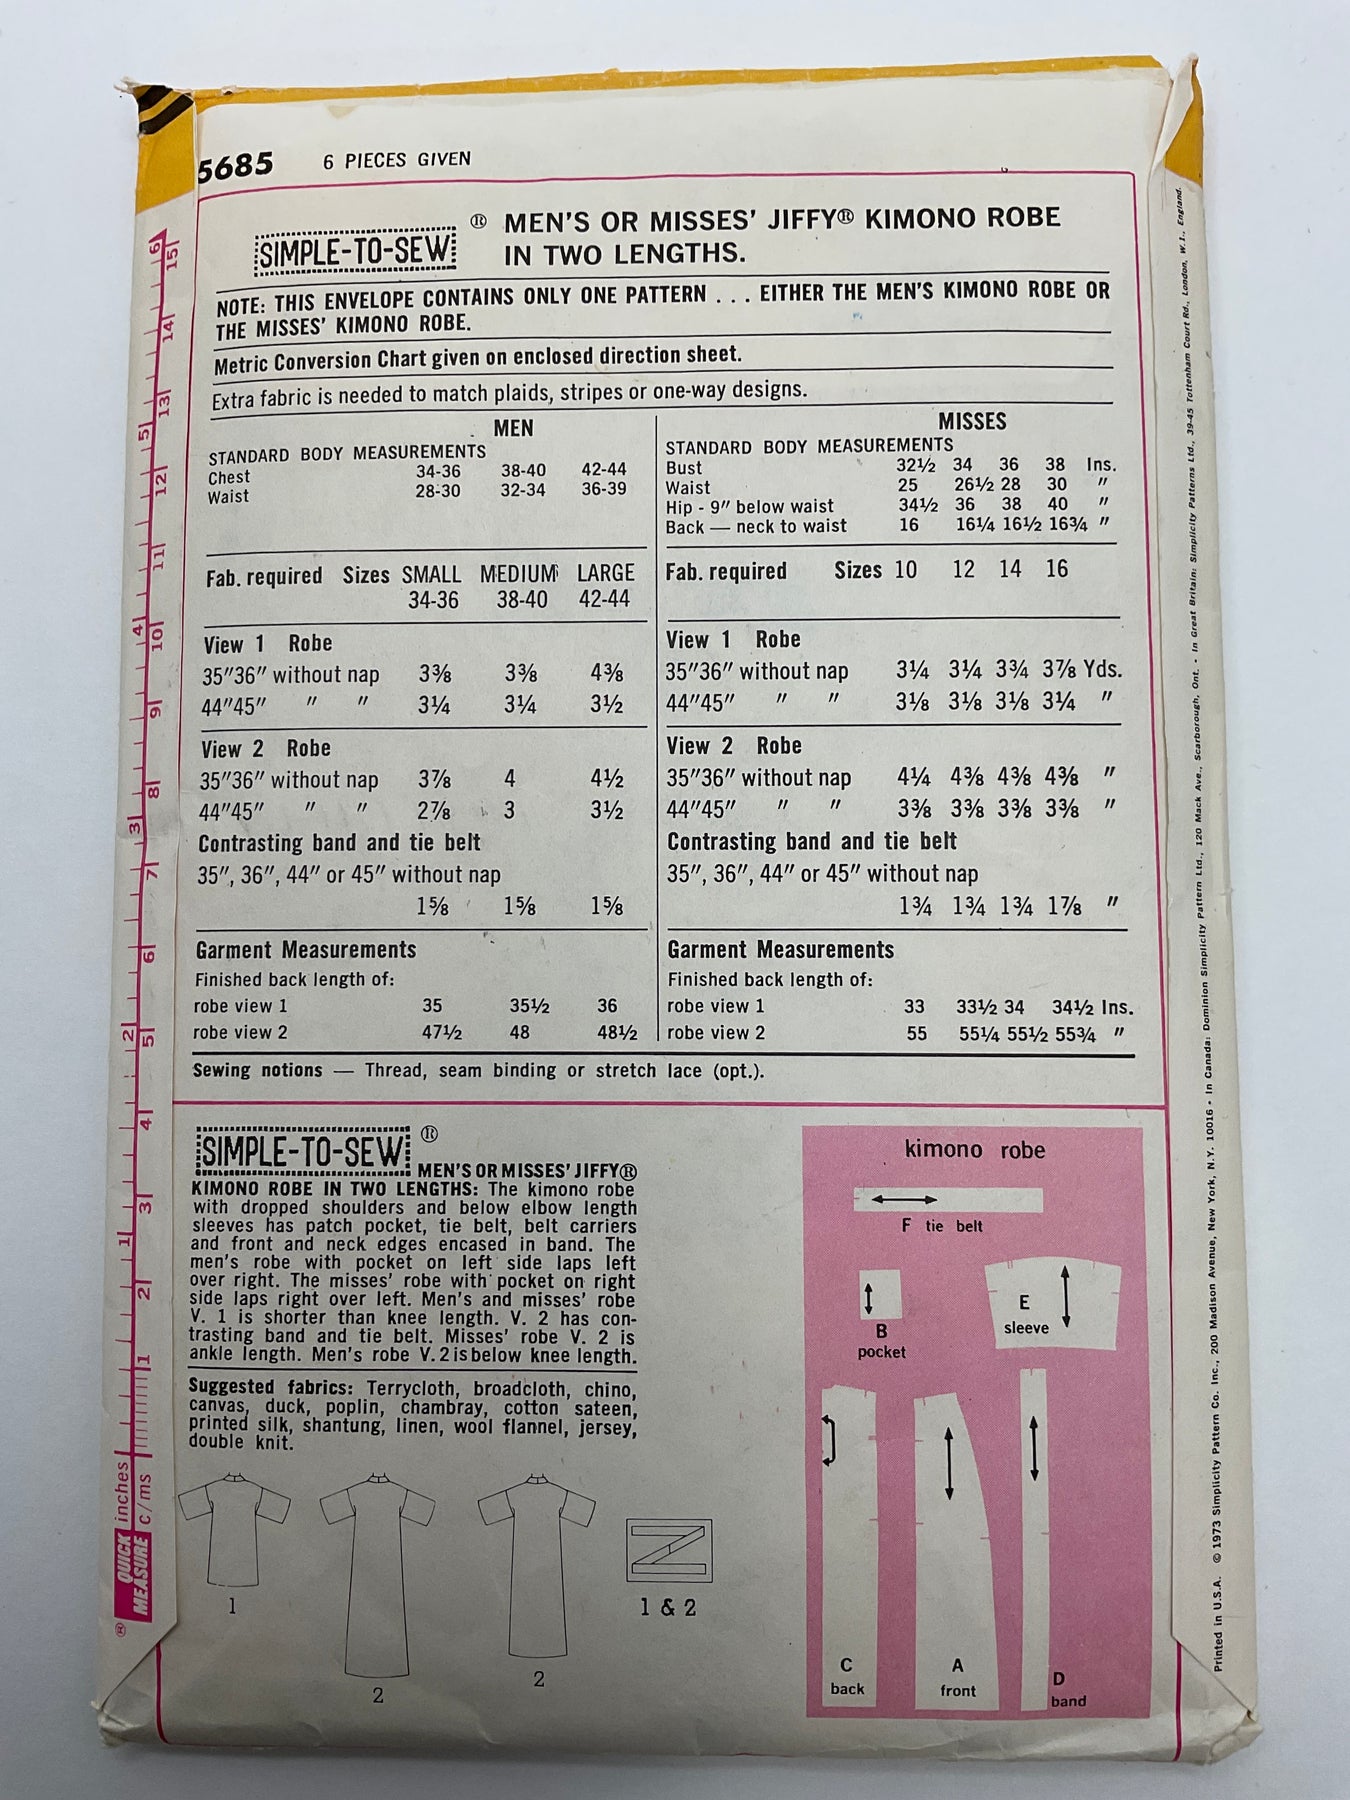 5685 6 PIECES GIVEN
SIMPLE-TO-SEW ® MEN'S OR MISSES' JIFFY® KIMONO ROBE
IN TWO LENGTHS.
NOTE: THIS ENVELOPE CONTAINS ONLY ONE PATTERN . . . EITHER THE MEN'S KIMONO ROBE OR
THE MISSES' KIMONO ROBE.
Metric Conversion Chart given on enclosed direction sheet.
Extra fabric is needed to match plaids, stripes or one-way designs.
MEN
STANDARD BODY MEASUREMENTS
Chest 34-36 38-40 42-44
Waist 28-30 32-34 36-39
Fab. required Sizes SMALL MEDIUM LARGE
34-36 38-40 42-44
View 1 Robe
35″36″ without nap 3⅜ 3⅜ 4⅜
44″45″ ″ ″ 3¼ 3¼ 3½
View 2 Robe
35″36″ without nap 3⅞ 4 4½
44″45″ ″ ″ 2⅞ 3 3½
Contrasting band and tie belt
35″, 36″, 44″ or 45″ without nap
1⅝ 1⅝ 1⅝
Garment Measurements
Finished back length of:
robe view 1 35 35½ 36
robe view 2 47½ 48 48½
MISSES
STANDARD BODY MEASUREMENTS
Bust 32½ 34 36 38 Ins.
Waist 25 26½ 28 30 ″
Hip - 9″ below waist 34½ 36 38 40 ″
Back — neck to waist 16 16¼ 16½ 16¾ ″
Fab. required Sizes 10 12 14 16
View 1 Robe
35″36″ without nap 3¼ 3¼ 3¾ 3⅞ Yds.
44″45″ ″ ″ 3⅛ 3⅛ 3⅛ 3¼ ″
View 2 Robe
35″36″ without nap 4¼ 4⅜ 4⅜ 4⅜ ″
44″45″ ″ ″ 3⅜ 3⅜ 3⅜ 3⅜ ″
Contrasting band and tie belt
35″, 36″, 44″ or 45″ without nap
1¾ 1¾ 1¾ 1⅞ ″
Garment Measurements
Finished back length of:
robe view 1 33 33½ 34 34½ Ins.
robe view 2 55 55¼ 55½ 55¾ ″
Sewing notions — Thread, seam binding or stretch lace (opt.).
SIMPLE-TO-SEW ® MEN'S OR MISSES' JIFFY®
KIMONO ROBE IN TWO LENGTHS: The kimono robe
with dropped shoulders and below elbow length
sleeves has patch pocket, tie belt, belt carriers
and front and neck edges encased in band. The
men's robe with pocket on left side laps left
over right. The misses' robe with pocket on right
side laps right over left. Men's and misses' robe
V. 1 is shorter than knee length. V. 2 has con-
trasting band and tie belt. Misses' robe V. 2 is
ankle length. Men's robe V. 2 is below knee length.
Suggested fabrics: Terrycloth, broadcloth, chino,
canvas, duck, poplin, chambray, cotton sateen,
printed silk, shantung, linen, wool flannel, jersey,
double knit.
1
2
2
1 & 2
kimono robe
F tie belt
B
pocket
E
sleeve
C
back
A
front
D
band
6 5 4 3 2 1 inches
15 14 13 12 11 10 9 8 7 6 5 4 3 2 1 c/ms
QUICK
MEASURE
®
Printed in U.S.A. © 1973 Simplicity Pattern Co. Inc., 200 Madison Avenue, New York, N.Y. 10016 • In Canada: Dominion Simplicity Pattern Ltd., 120 Mack Ave., Scarborough, Ont. • In Great Britain: Simplicity Patterns Ltd., 39-45 Tottenham Court Rd., London, W.1., England.